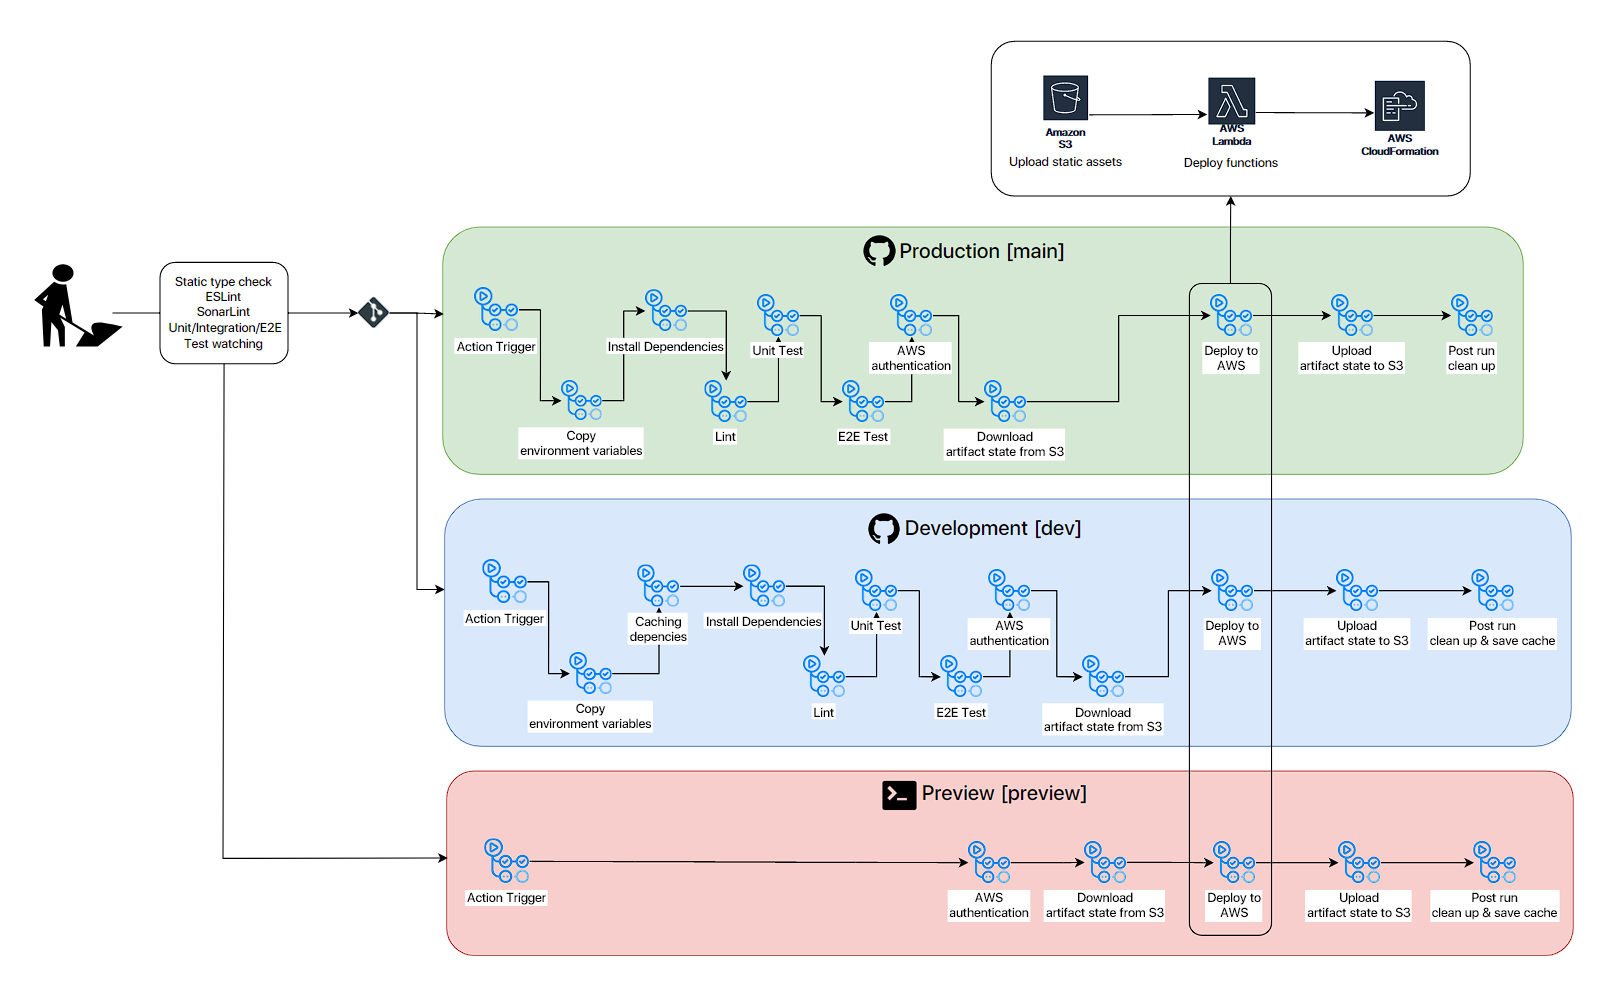 Amazon
S3
Upload static assets
AWS
Lambda
Deploy functions
AWS
CloudFormation
Static type check
ESLint
SonarLint
Unit/Integration/E2E
Test watching
Production [main]
Action Trigger
Copy
environment variables
Install Dependencies
Lint
Unit Test
E2E Test
AWS
authentication
Download
artifact state from S3
Deploy to
AWS
Upload
artifact state to S3
Post run
clean up
Development [dev]
Action Trigger
Copy
environment variables
Caching
depencies
Install Dependencies
Lint
Unit Test
E2E Test
AWS
authentication
Download
artifact state from S3
Deploy to
AWS
Upload
artifact state to S3
Post run
clean up & save cache
Preview [preview]
Action Trigger
AWS
authentication
Download
artifact state from S3
Deploy to
AWS
Upload
artifact state to S3
Post run
clean up & save cache